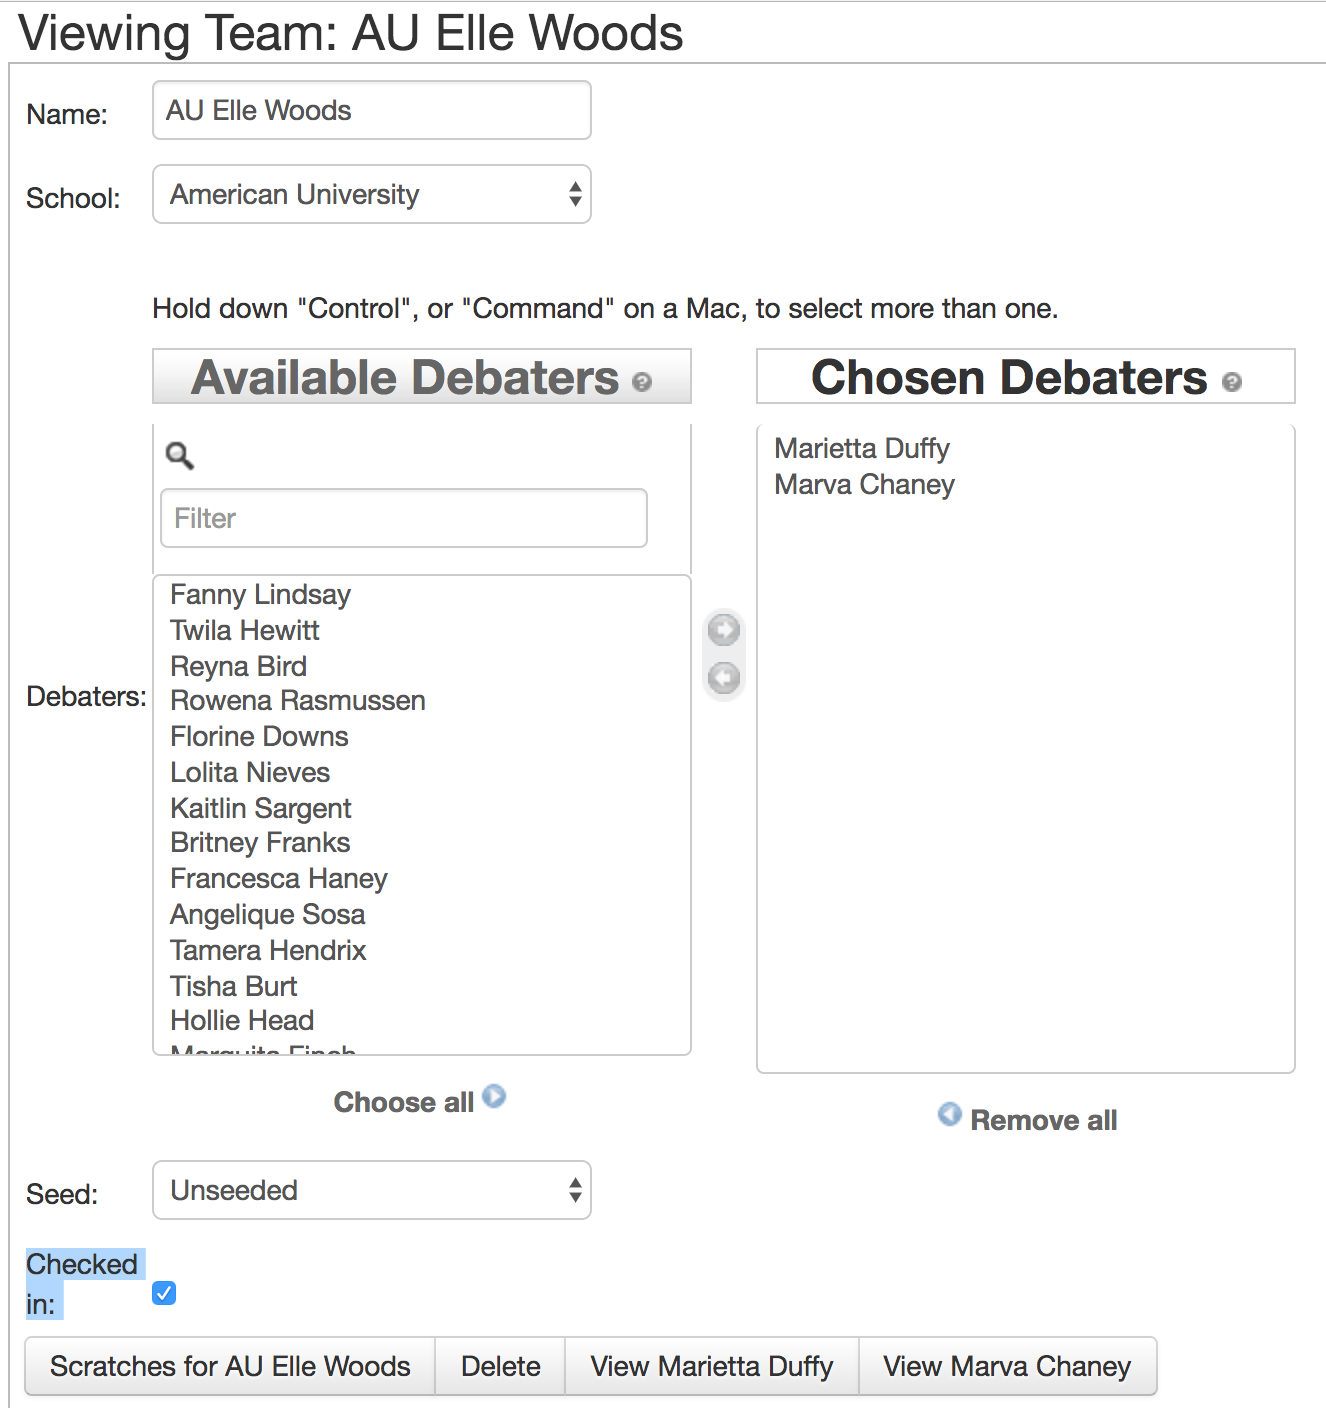 Viewing Team: AU Elle Woods
Name: AU Elle Woods
School: American University
Hold down "Control", or "Command" on a Mac, to select more than one.
Available Debaters ?
Chosen Debaters ?
Filter
Marietta Duffy
Marva Chaney
Debaters:
Fanny Lindsay
Twila Hewitt
Reyna Bird
Rowena Rasmussen
Florine Downs
Lolita Nieves
Kaitlin Sargent
Britney Franks
Francesca Haney
Angelique Sosa
Tamera Hendrix
Tisha Burt
Hollie Head
Marquita Finch
Choose all
Remove all
Seed: Unseeded
Checked
in:
Scratches for AU Elle Woods Delete View Marietta Duffy View Marva Chaney